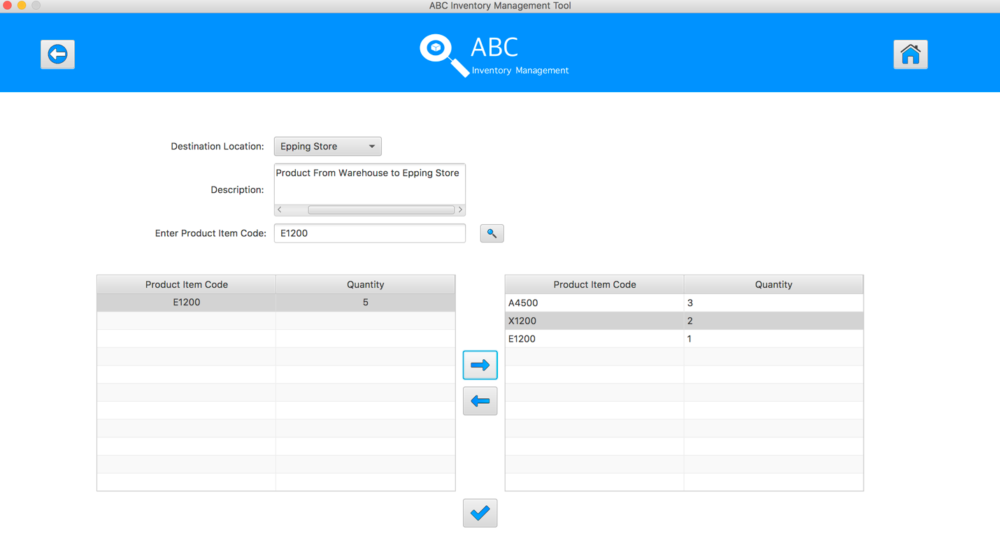 ABC Inventory Management Tool
ABC
Inventory Management
Destination Location: Epping Store
Description: Product From Warehouse to Epping Store
Enter Product Item Code: E1200
Product Item Code Quantity Product Item Code Quantity
E1200 5 A4500 3
X1200 2
E1200 1